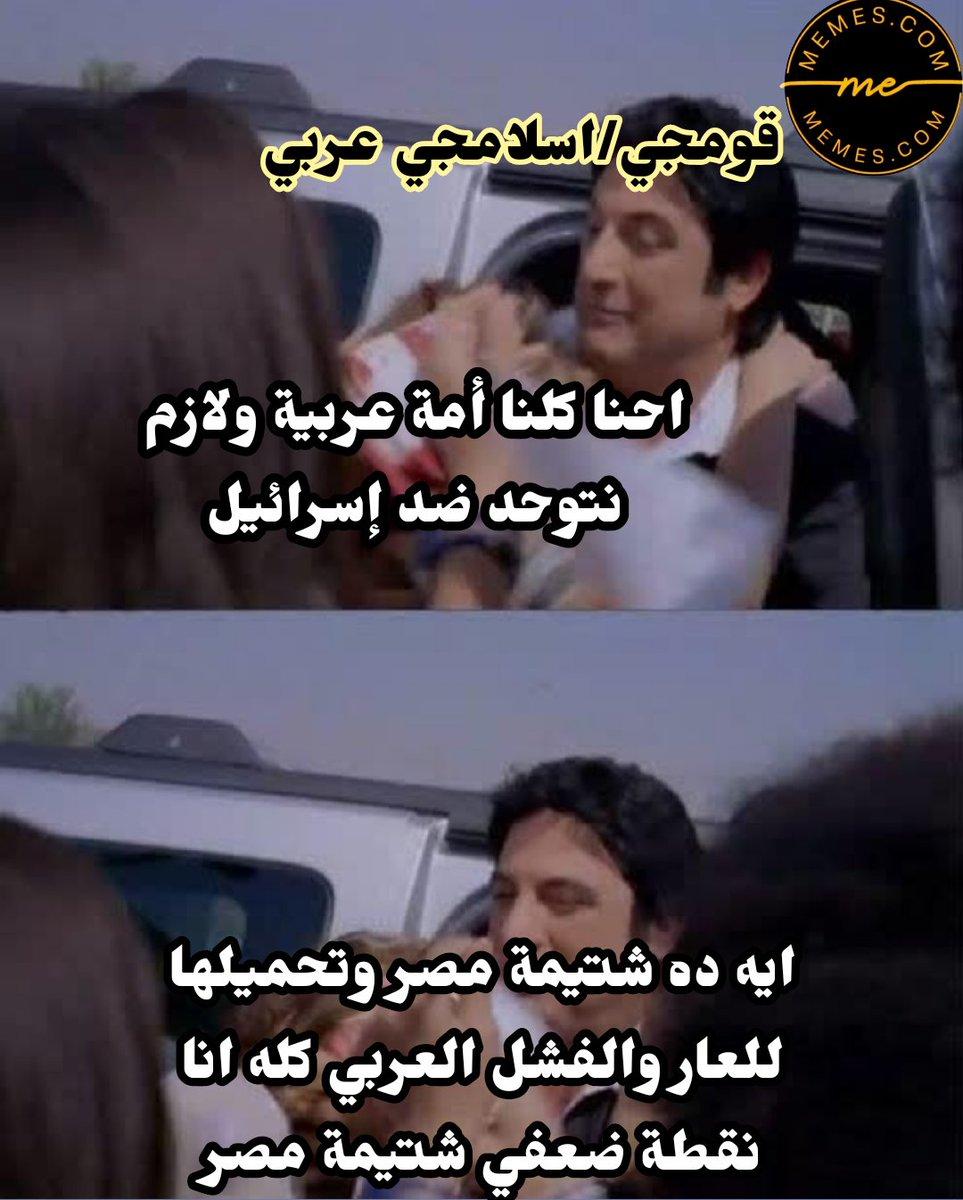 MEMES.COM
me
MEMES.COM
قومجي/اسلامجي عربي
احنا كلنا أمة عربية ولازم
نتوحد ضد إسرائيل
ايه ده شتيمة مصر وتحميلها
للعار والفشل العربي كله انا
نقطة ضعفي شتيمة مصر